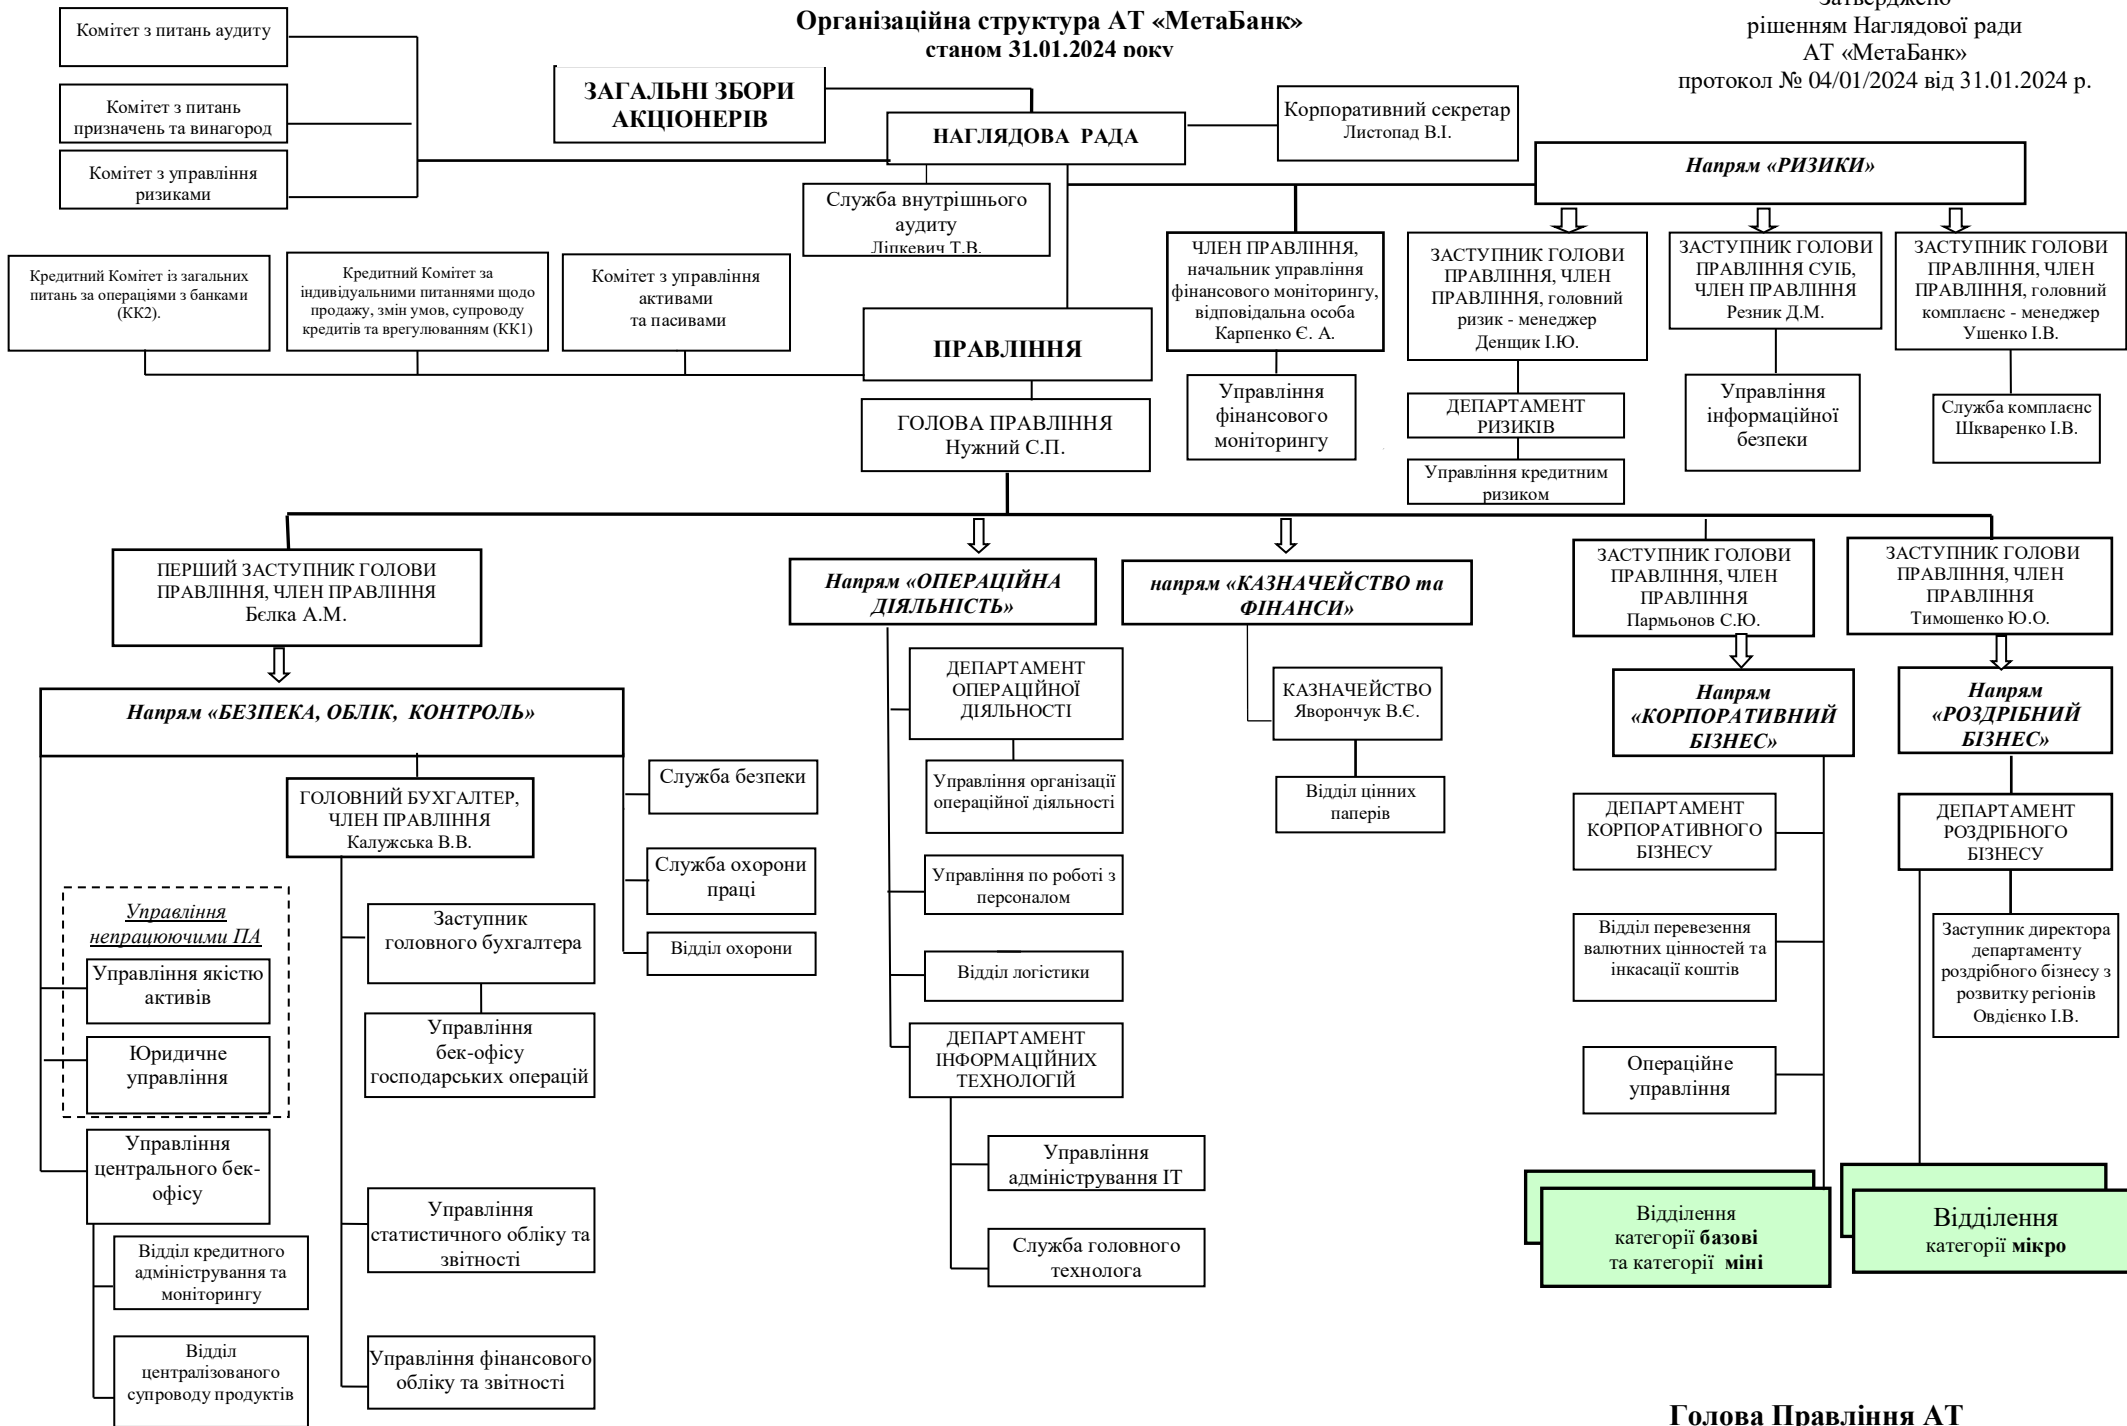 Організаційна структура АТ «МетаБанк»
станом 31.01.2024 року
Затверджено
рішенням Наглядової ради
АТ «МетаБанк»
протокол № 04/01/2024 від 31.01.2024 р.
Комітет з питань аудиту
Комітет з питань
призначень та винагород
Комітет з управління
ризиками
ЗАГАЛЬНІ ЗБОРИ
АКЦІОНЕРІВ
НАГЛЯДОВА РАДА
Корпоративний секретар
Листопад В.І.
Служба внутрішнього
аудиту
Ліпкевич Т.В.
Напрям «РИЗИКИ»
Кредитний Комітет із загальних
питань за операціями з банками
(КК2).
Кредитний Комітет за
індивідуальними питаннями щодо
продажу, змін умов, супроводу
кредитів та врегулюванням (КК1)
Комітет з управління
активами
та пасивами
ПРАВЛІННЯ
ГОЛОВА ПРАВЛІННЯ
Нужний С.П.
ЧЛЕН ПРАВЛІННЯ,
начальник управління
фінансового моніторингу,
відповідальна особа
Карпенко Є. А.
Управління
фінансового
моніторингу
ЗАСТУПНИК ГОЛОВИ
ПРАВЛІННЯ, ЧЛЕН
ПРАВЛІННЯ, головний
ризик - менеджер
Денщик І.Ю.
ДЕПАРТАМЕНТ
РИЗИКІВ
Управління кредитним
ризиком
ЗАСТУПНИК ГОЛОВИ
ПРАВЛІННЯ СУІБ,
ЧЛЕН ПРАВЛІННЯ
Резник Д.М.
Управління
інформаційної
безпеки
ЗАСТУПНИК ГОЛОВИ
ПРАВЛІННЯ, ЧЛЕН
ПРАВЛІННЯ, головний
комплаєнс - менеджер
Ушенко І.В.
Служба комплаєнс
Шкваренко І.В.
ПЕРШИЙ ЗАСТУПНИК ГОЛОВИ
ПРАВЛІННЯ, ЧЛЕН ПРАВЛІННЯ
Бєлка А.М.
Напрям «БЕЗПЕКА, ОБЛІК, КОНТРОЛЬ»
Управління
непрацюючими ПА
Управління якістю
активів
Юридичне
управління
Управління
центрального бек-
офісу
Відділ кредитного
адміністрування та
моніторингу
Відділ
централізованого
супроводу продуктів
ГОЛОВНИЙ БУХГАЛТЕР,
ЧЛЕН ПРАВЛІННЯ
Калужська В.В.
Заступник
головного бухгалтера
Управління
бек-офісу
господарських операцій
Управління
статистичного обліку та
звітності
Управління фінансового
обліку та звітності
Служба безпеки
Служба охорони
праці
Відділ охорони
Напрям «ОПЕРАЦІЙНА
ДІЯЛЬНІСТЬ»
ДЕПАРТАМЕНТ
ОПЕРАЦІЙНОЇ
ДІЯЛЬНОСТІ
Управління організації
операційної діяльності
Управління по роботі з
персоналом
Відділ логістики
ДЕПАРТАМЕНТ
ІНФОРМАЦІЙНИХ
ТЕХНОЛОГІЙ
Управління
адміністрування ІТ
Служба головного
технолога
напрям «КАЗНАЧЕЙСТВО та
ФІНАНСИ»
КАЗНАЧЕЙСТВО
Яворончук В.Є.
Відділ цінних
паперів
ЗАСТУПНИК ГОЛОВИ
ПРАВЛІННЯ, ЧЛЕН
ПРАВЛІННЯ
Пармьонов С.Ю.
Напрям
«КОРПОРАТИВНИЙ
БІЗНЕС»
ДЕПАРТАМЕНТ
КОРПОРАТИВНОГО
БІЗНЕСУ
Відділ перевезення
валютних цінностей та
інкасації коштів
Операційне
управління
Відділення
категорії базові
та категорії міні
ЗАСТУПНИК ГОЛОВИ
ПРАВЛІННЯ, ЧЛЕН
ПРАВЛІННЯ
Тимошенко Ю.О.
Напрям
«РОЗДРІБНИЙ
БІЗНЕС»
ДЕПАРТАМЕНТ
РОЗДРІБНОГО
БІЗНЕСУ
Заступник директора
департаменту
роздрібного бізнесу з
розвитку регіонів
Овдієнко І.В.
Відділення
категорії мікро
Голова Правління АТ